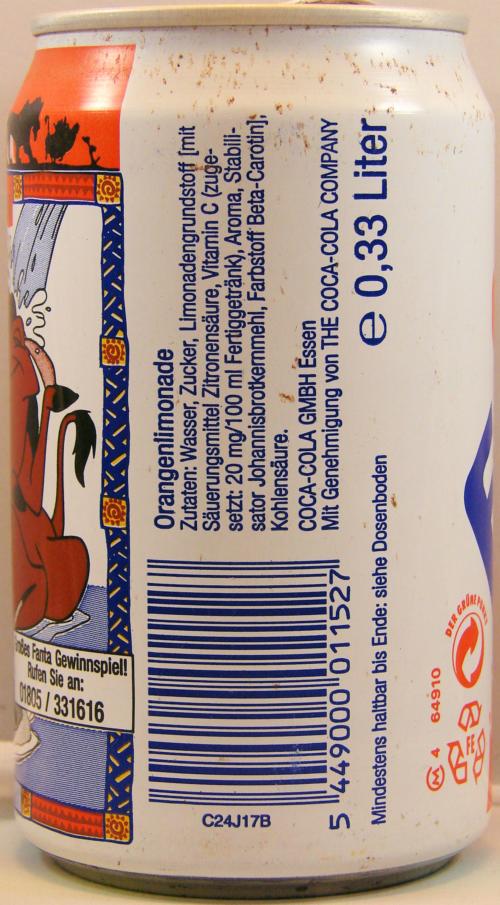 Orangenlimonade
Zutaten: Wasser, Zucker, Limonadengrundstoff [mit
Säuerungsmittel Zitronensäure, Vitamin C (zuge-
setzt: 20 mg/100 ml Fertiggetränk), Aroma, Stabili-
sator Johannisbrotkernmehl, Farbstoff Beta-Carotin],
Kohlensäure.
COCA-COLA GMBH Essen
Mit Genehmigung von THE COCA-COLA COMPANY
e 0,33 Liter
Mindestens haltbar bis Ende: siehe Dosenboden
5 449000 011527
C24J17B
Großes Fanta Gewinnspiel!
Rufen Sie an:
01805 / 331616
DER GRÜNE PUNKT
M 4 64910
FE